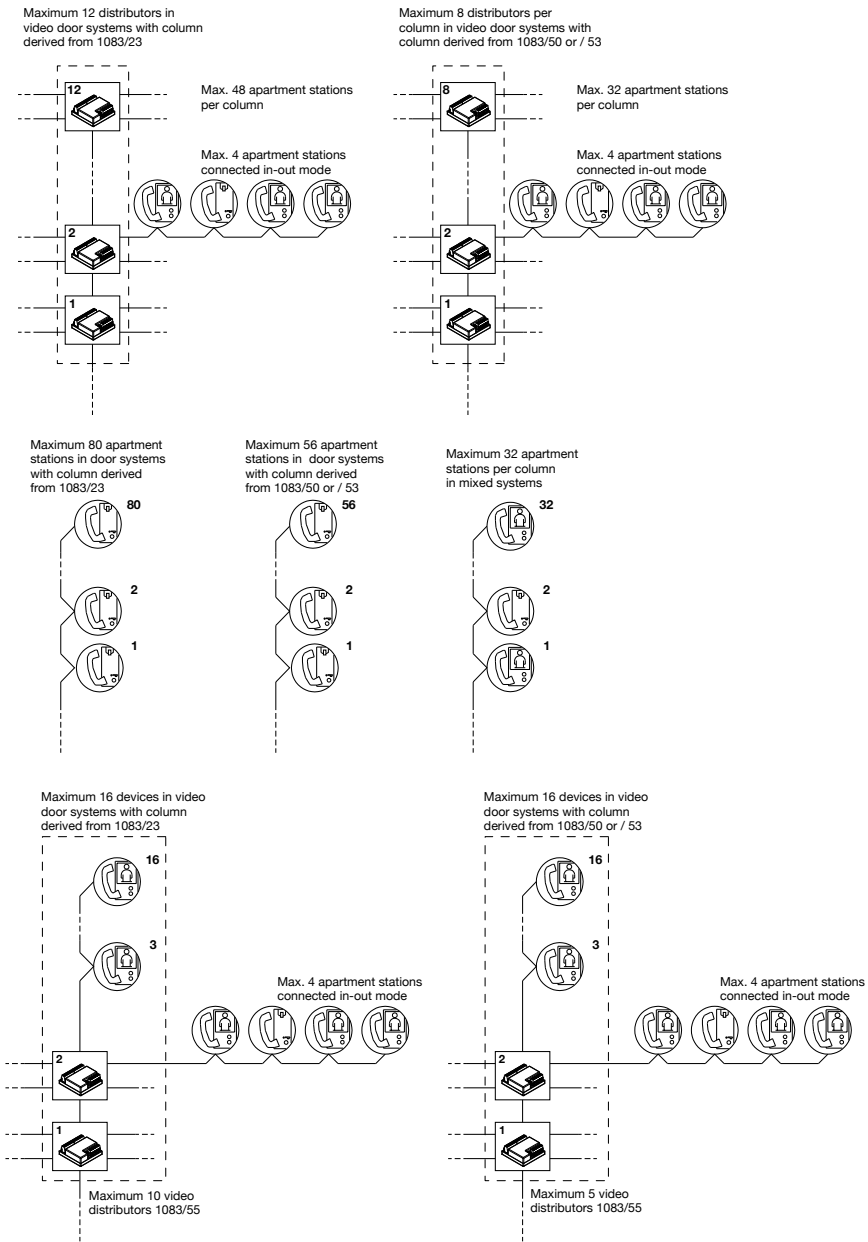 Maximum 12 distributors in
video door systems with column
derived from 1083/23
12
Max. 48 apartment stations
per column
Max. 4 apartment stations
connected in-out mode
2
1
Maximum 8 distributors per
column in video door systems with
column derived from 1083/50 or / 53
8
Max. 32 apartment stations
per column
Max. 4 apartment stations
connected in-out mode
2
1
Maximum 80 apartment
stations in door systems
with column derived
from 1083/23
80
2
1
Maximum 56 apartment
stations in door systems
with column derived
from 1083/50 or / 53
56
2
1
Maximum 32 apartment
stations per column
in mixed systems
32
2
1
Maximum 16 devices in video
door systems with column
derived from 1083/23
16
3
Max. 4 apartment stations
connected in-out mode
2
1
Maximum 10 video
distributors 1083/55
Maximum 16 devices in video
door systems with column
derived from 1083/50 or / 53
16
3
Max. 4 apartment stations
connected in-out mode
2
1
Maximum 5 video
distributors 1083/55